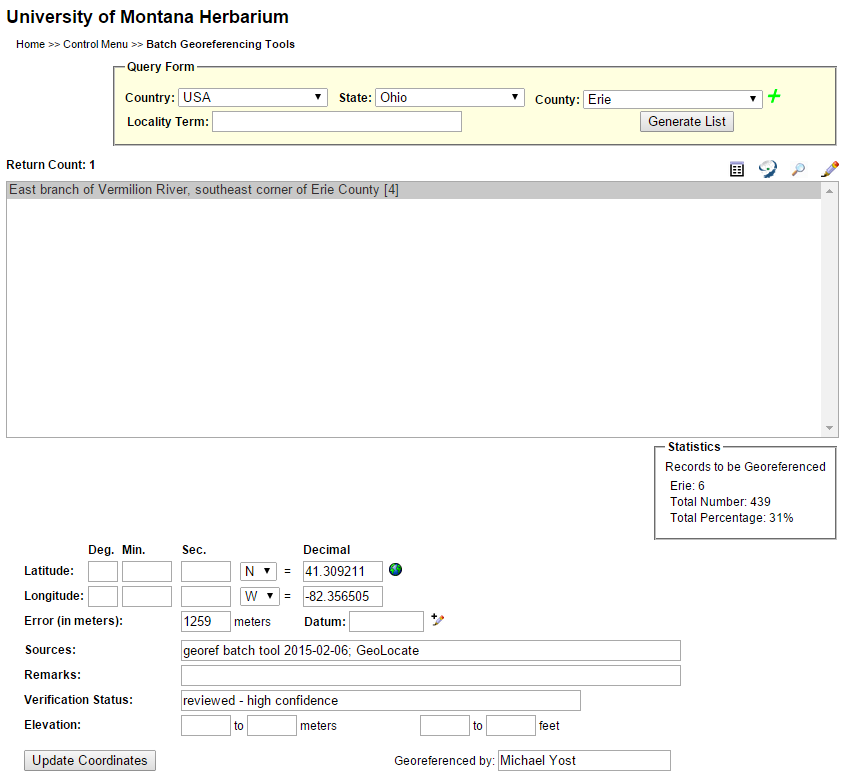 University of Montana Herbarium
Home >> Control Menu >> Batch Georeferencing Tools
Query Form
Country: USA State: Ohio County: Erie
Locality Term: Generate List
Return Count: 1
East branch of Vermilion River, southeast corner of Erie County [4]
Statistics
Records to be Georeferenced
Erie: 6
Total Number: 439
Total Percentage: 31%
Deg. Min. Sec. Decimal
Latitude: N = 41.309211
Longitude: W = -82.356505
Error (in meters): 1259 meters Datum:
Sources: georef batch tool 2015-02-06; GeoLocate
Remarks:
Verification Status: reviewed - high confidence
Elevation: to meters to feet
Update Coordinates Georeferenced by: Michael Yost